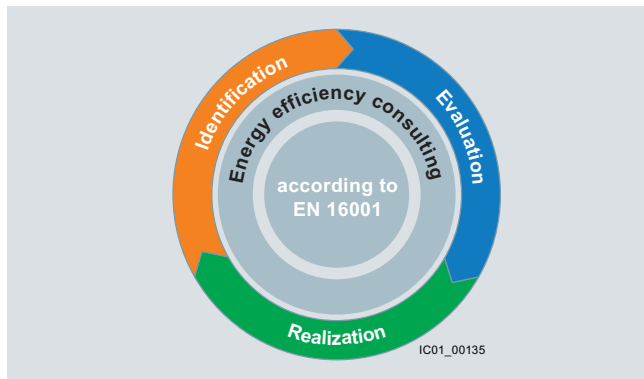 Identification
Evaluation
Energy efficiency consulting
according to
EN 16001
Realization
IC01_00135